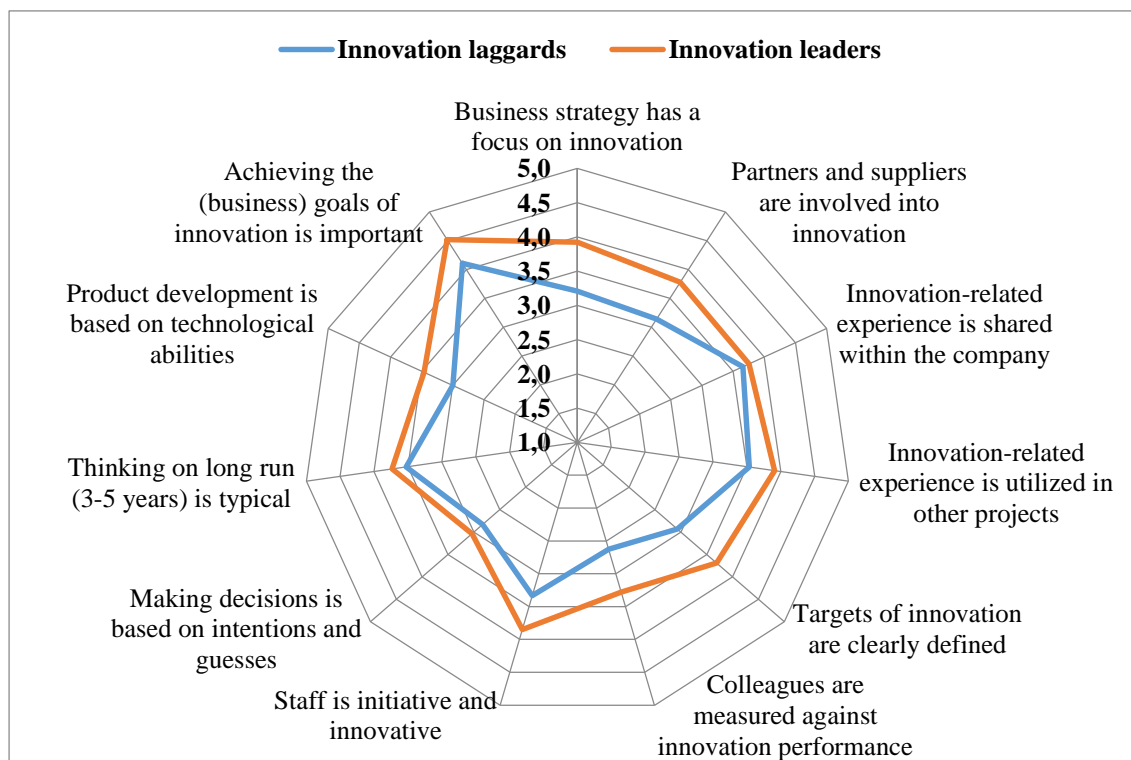 Innovation laggards
Innovation leaders
Business strategy has a
focus on innovation
Partners and suppliers
are involved into
innovation
Innovation-related
experience is shared
within the company
Innovation-related
experience is utilized in
other projects
Targets of innovation
are clearly defined
Colleagues are
measured against
innovation performance
Staff is initiative and
innovative
Making decisions is
based on intentions and
guesses
Thinking on long run
(3-5 years) is typical
Product development is
based on technological
abilities
Achieving the
(business) goals of
innovation is important
5,0
4,5
4,0
3,5
3,0
2,5
2,0
1,5
1,0